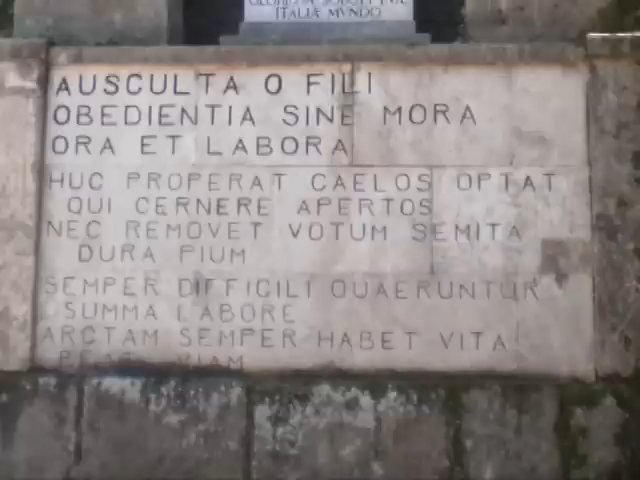 ITALIÆ MVNDO
AUSCULTA O FILI
OBEDIENTIA SINE MORA
ORA ET LABORA
HUC PROPERAT CAELOS OPTAT
QUI CERNERE APERTOS
NEC REMOVET VOTUM SEMITA
DURA PIUM
SEMPER DIFFICILI QUAERUNTUR
SUMMA LABORE
ARCTAM SEMPER HABET VITA
VIAM